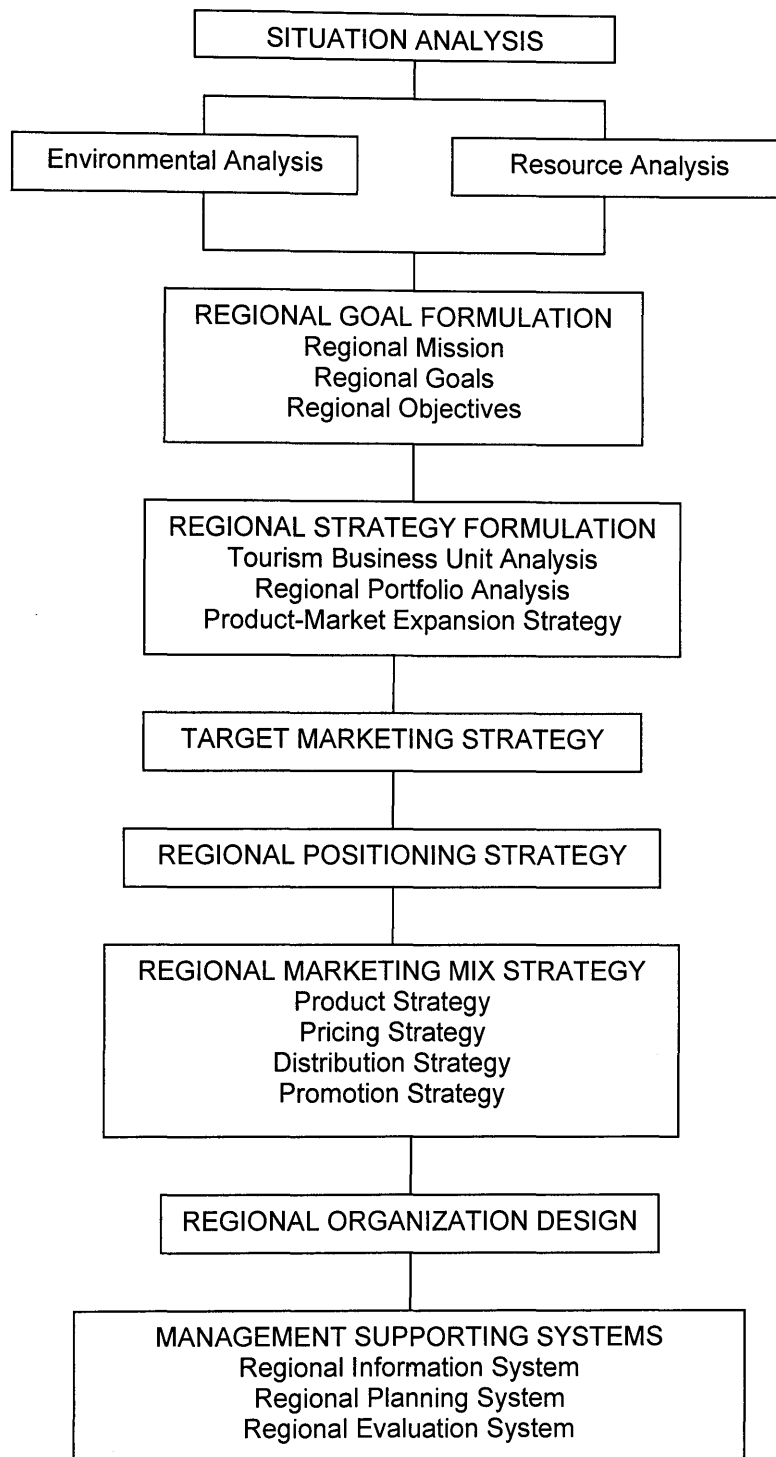 SITUATION ANALYSIS
Environmental Analysis
Resource Analysis
REGIONAL GOAL FORMULATION
Regional Mission
Regional Goals
Regional Objectives
REGIONAL STRATEGY FORMULATION
Tourism Business Unit Analysis
Regional Portfolio Analysis
Product-Market Expansion Strategy
TARGET MARKETING STRATEGY
REGIONAL POSITIONING STRATEGY
REGIONAL MARKETING MIX STRATEGY
Product Strategy
Pricing Strategy
Distribution Strategy
Promotion Strategy
REGIONAL ORGANIZATION DESIGN
MANAGEMENT SUPPORTING SYSTEMS
Regional Information System
Regional Planning System
Regional Evaluation System